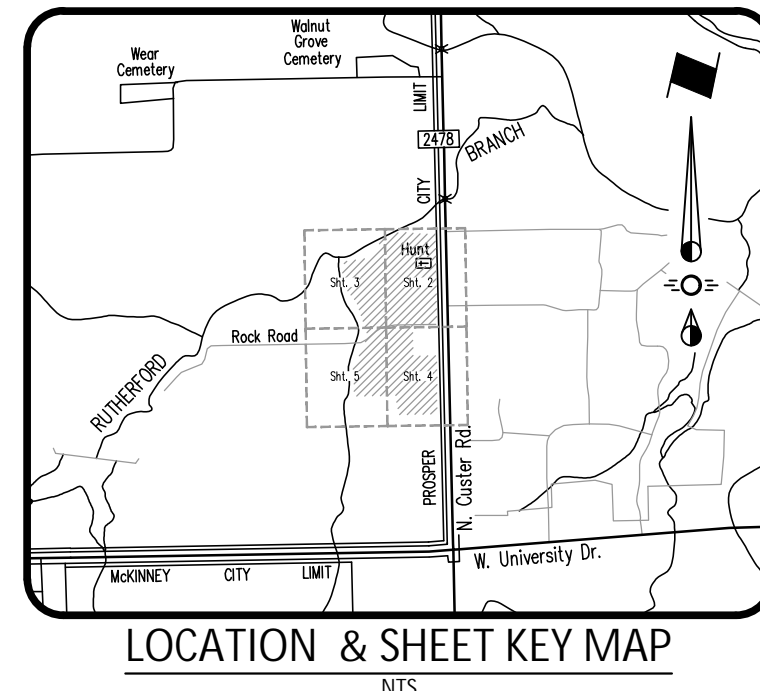 Walnut
Grove
Cemetery
Wear
Cemetery
LIMIT
2478
BRANCH
CITY
Hunt
Sht. 3
Sht. 2
Rock Road
RUTHERFORD
Sht. 5
Sht. 4
PROSPER
N. Custer Rd.
W. University Dr.
McKINNEY CITY LIMIT
LOCATION & SHEET KEY MAP
NTS